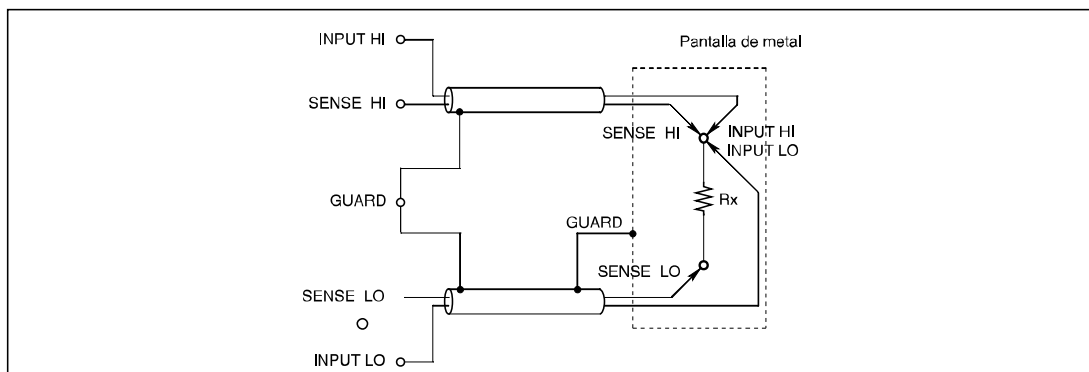 INPUT HI
Pantalla de metal
SENSE HI
SENSE HI
INPUT HI
INPUT LO
Rx
GUARD
GUARD
SENSE LO
SENSE LO
INPUT LO